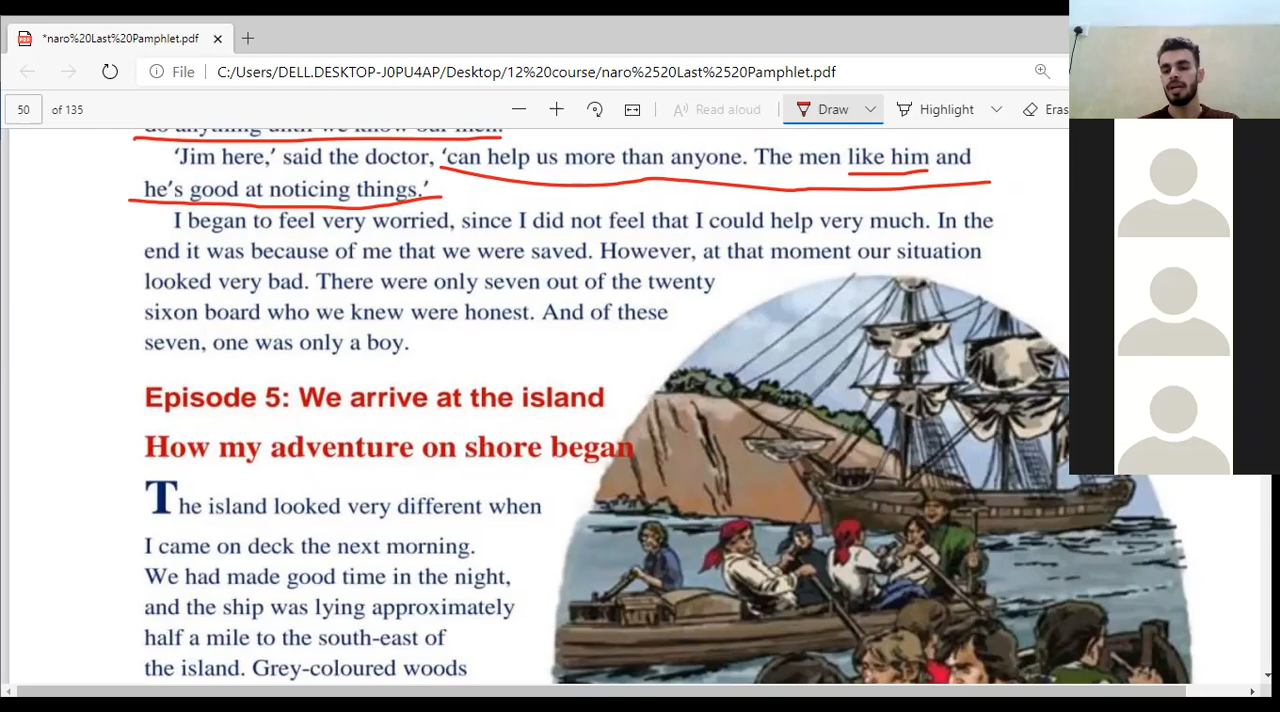 *naro%20Last%20Pamphlet.pdf
File
C:/Users/DELL.DESKTOP-J0PU4AP/Desktop/12%20course/naro%2520Last%2520Pamphlet.pdf
50 of 135
Read aloud
Draw
Highlight
Eras
do anything until we know our men.
‘Jim here,’ said the doctor, ‘can help us more than anyone. The men like him and
he’s good at noticing things.’
I began to feel very worried, since I did not feel that I could help very much. In the
end it was because of me that we were saved. However, at that moment our situation
looked very bad. There were only seven out of the twenty
sixon board who we knew were honest. And of these
seven, one was only a boy.
Episode 5: We arrive at the island
How my adventure on shore began
The island looked very different when
I came on deck the next morning.
We had made good time in the night,
and the ship was lying approximately
half a mile to the south-east of
the island. Grey-coloured woods